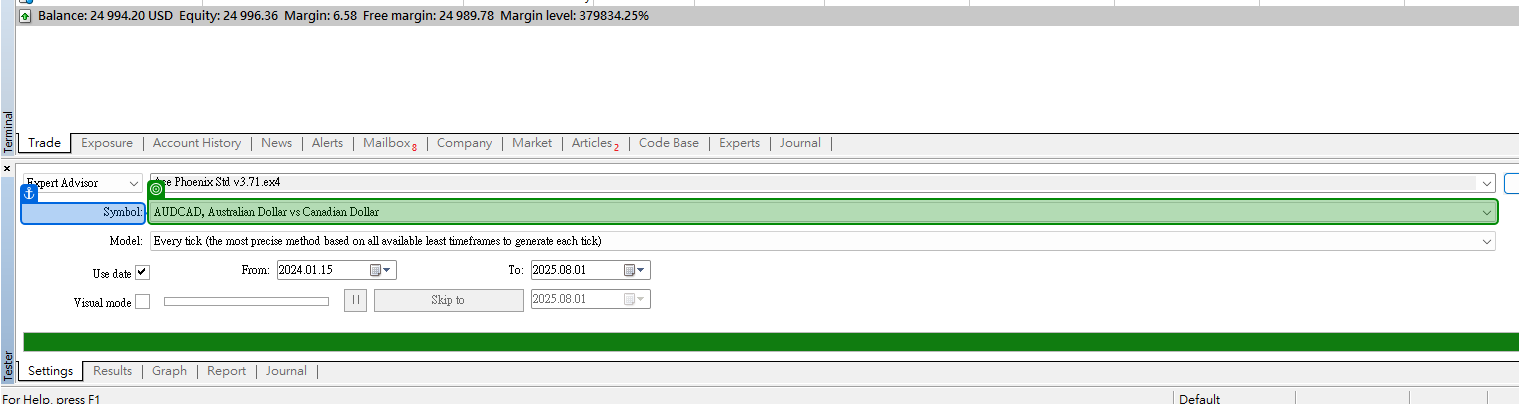 Balance: 24 994.20 USD Equity: 24 996.36 Margin: 6.58 Free margin: 24 989.78 Margin level: 379834.25%
Terminal
Trade Exposure Account History News Alerts Mailbox 8 Company Market Articles 2 Code Base Experts Journal
Expert Advisor Phoenix Std v3.71.ex4
Symbol: AUDCAD, Australian Dollar vs Canadian Dollar
Model: Every tick (the most precise method based on all available least timeframes to generate each tick)
Use date From: 2024.01.15 To: 2025.08.01
Visual mode Skip to 2025.08.01
Tester
Settings Results Graph Report Journal
For Help, press F1 Default